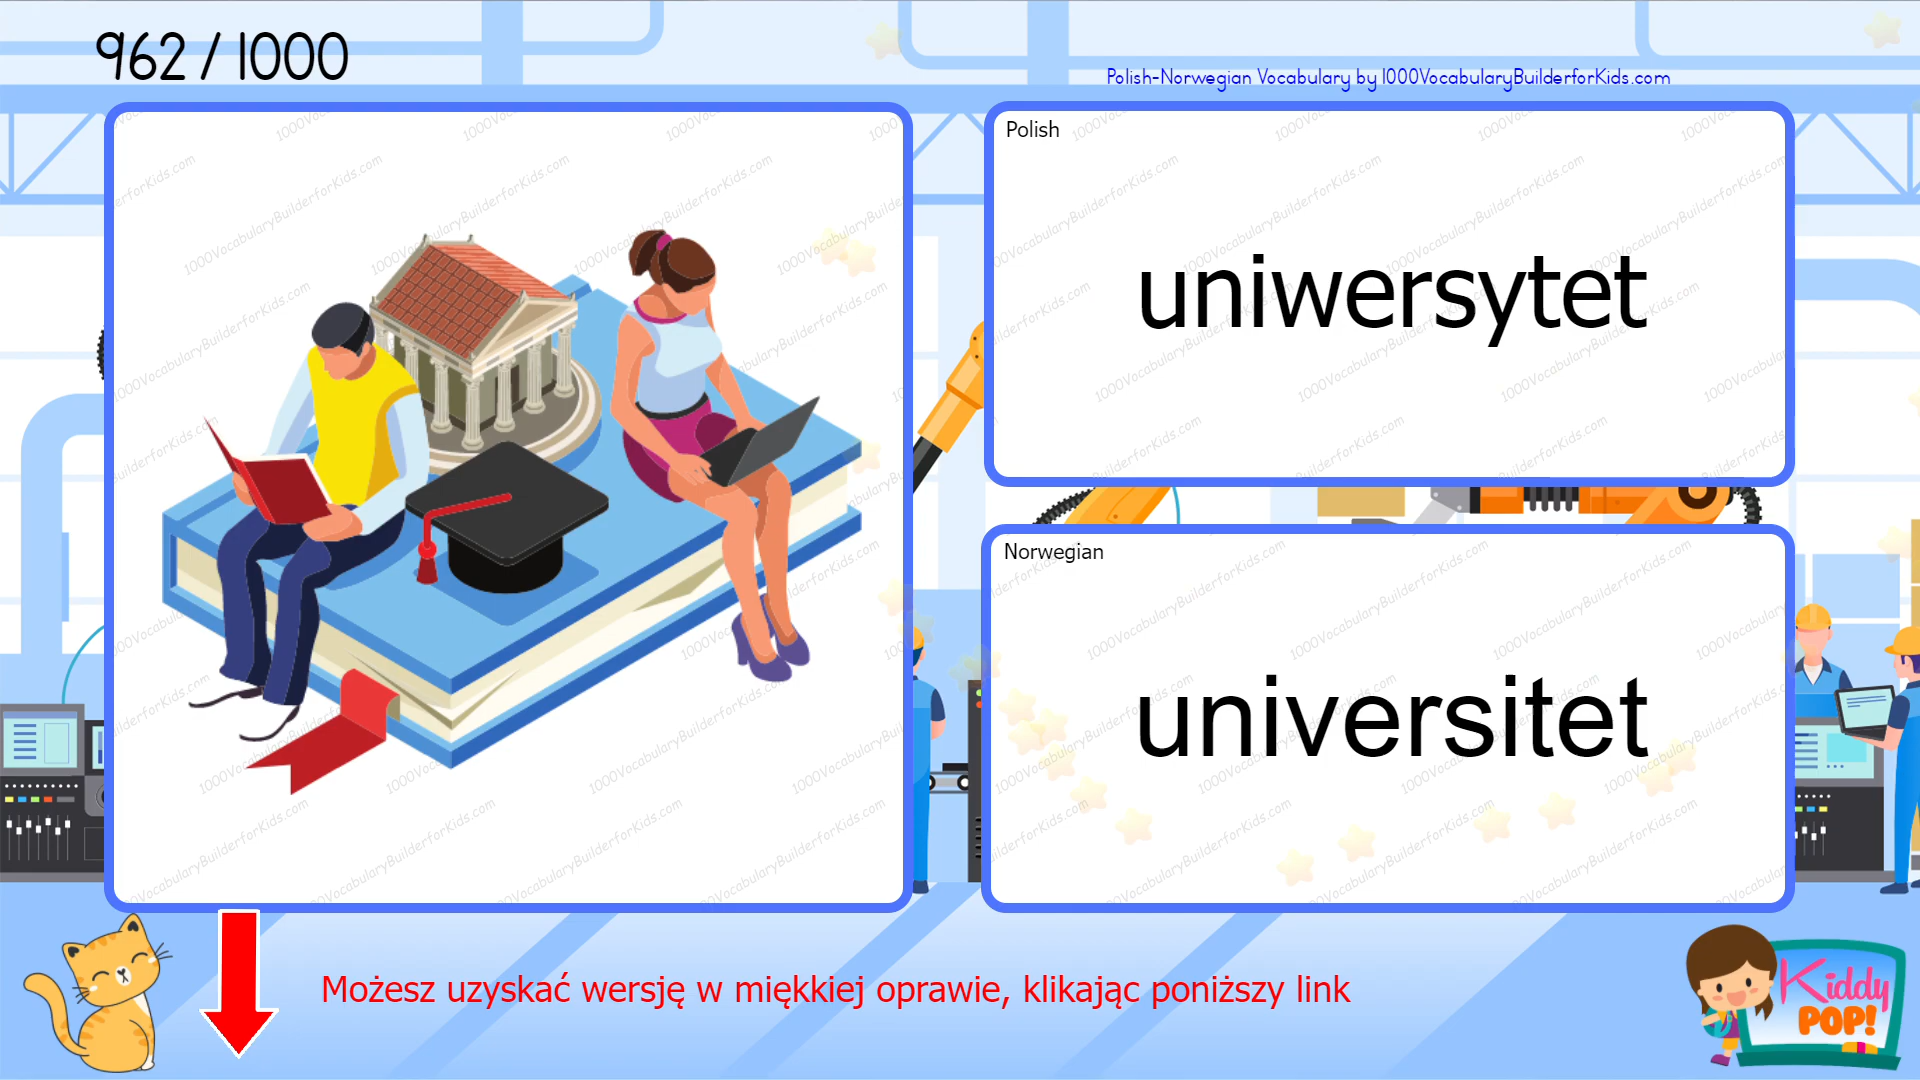 962 / 1000
Polish-Norwegian Vocabulary by 1000VocabularyBuilderforKids.com
Polish
uniwersytet
Norwegian
universitet
Możesz uzyskać wersję w miękkiej oprawie, klikając poniższy link
Kiddy
POP!